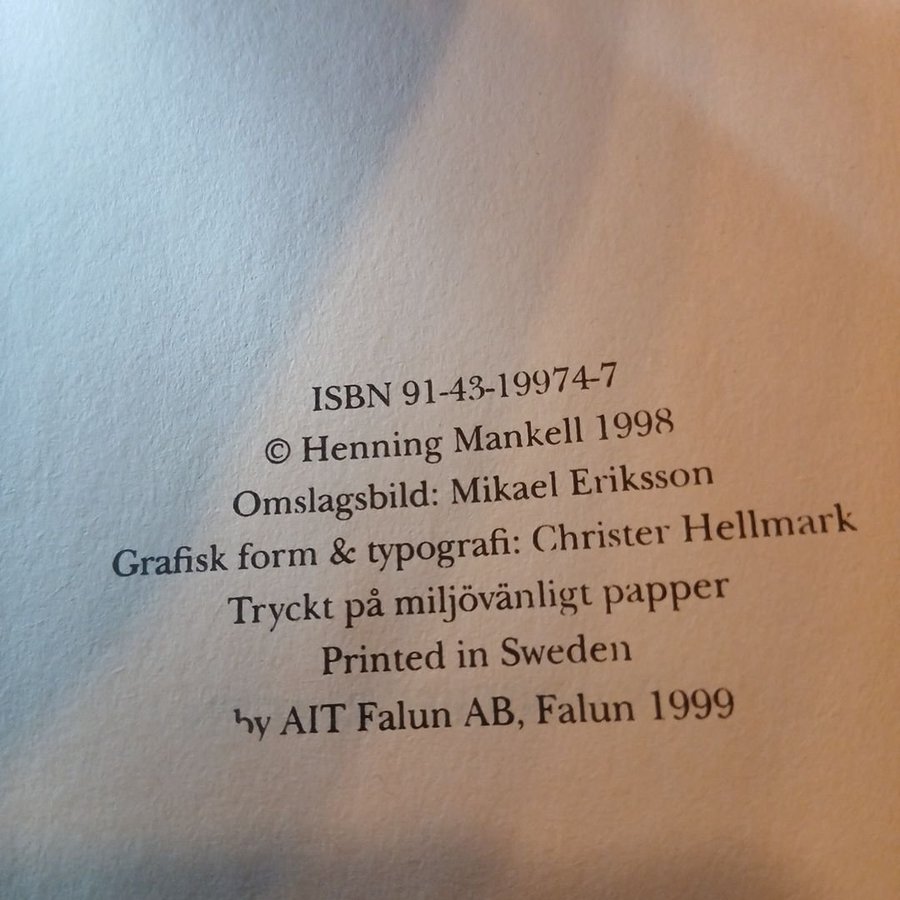 ISBN 91-43-19974-7
© Henning Mankell 1998
Omslagsbild: Mikael Eriksson
Grafisk form & typografi: Christer Hellmark
Tryckt på miljövänligt papper
Printed in Sweden
by AIT Falun AB, Falun 1999